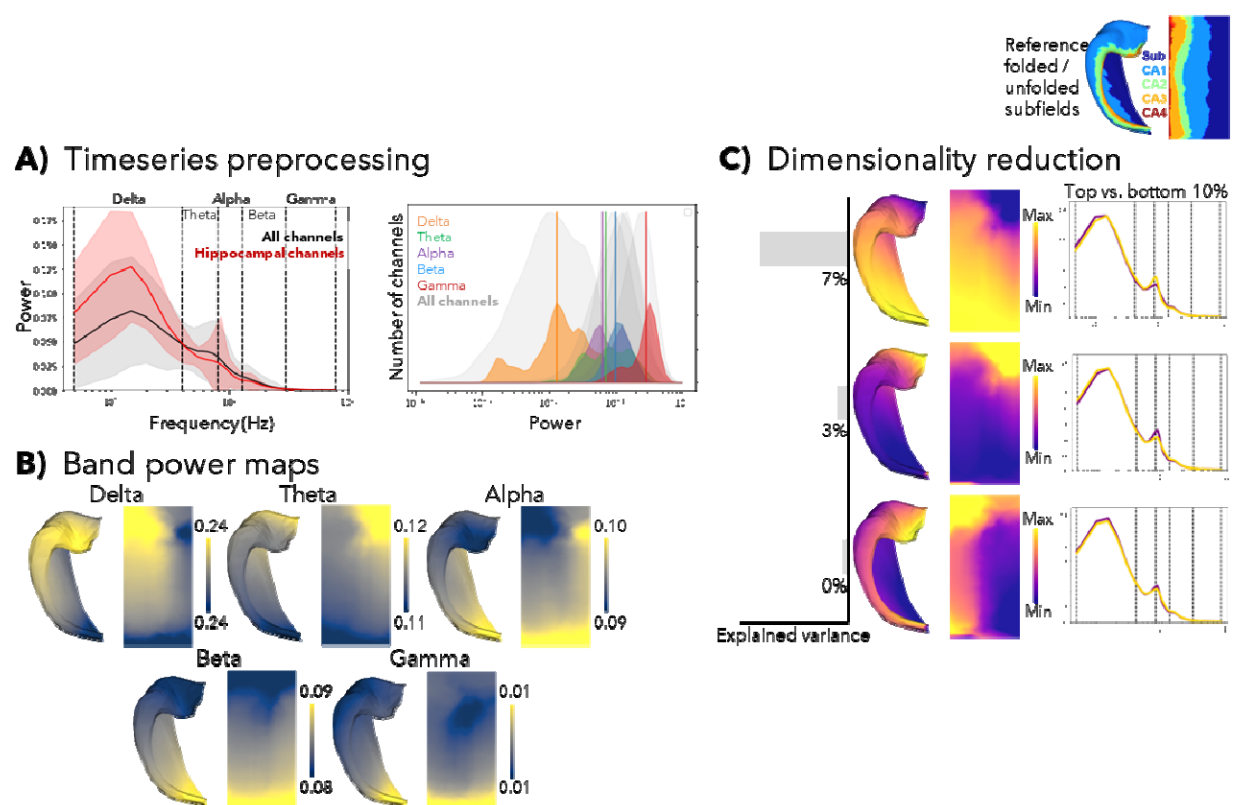 Reference
folded /
unfolded
subfields
Sub
CA1
CA2
CA3
CA4
A) Timeseries preprocessing
Delta
Alpha
Gamma
Theta
Beta
All channels
Hippocampal channels
Power
Frequency(Hz)
Number of channels
Delta
Theta
Alpha
Beta
Gamma
All channels
Power
B) Band power maps
Delta
0.24
0.24
Theta
0.12
0.11
Alpha
0.10
0.09
Beta
0.09
0.08
Gamma
0.01
0.01
C) Dimensionality reduction
Top vs. bottom 10%
7%
Max
Min
3%
Max
Min
0%
Max
Min
Explained variance